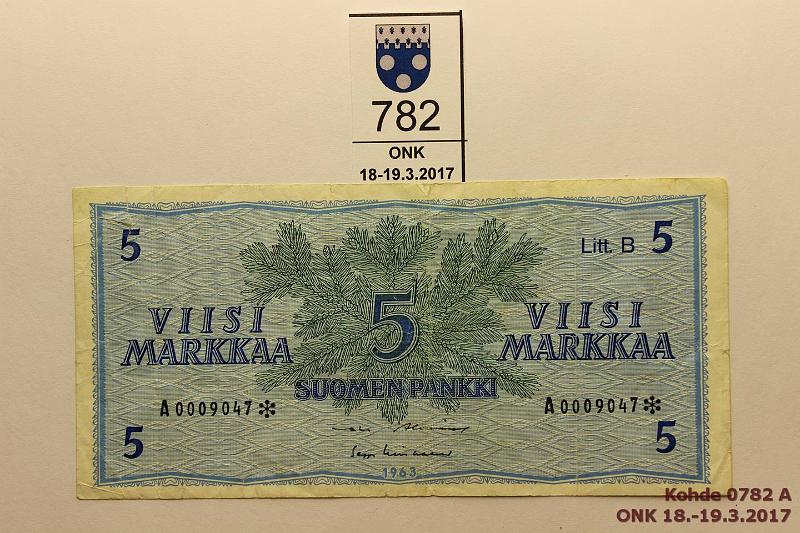 782
ONK
18-19.3.2017
5
Litt. B 5
VIISI
MARKKAA
5
VIISI
MARKKAA
SUOMEN PANKKI
A0009047*
A0009047*
5
5
1963
Kohde 0782 A
ONK 18.-19.3.2017